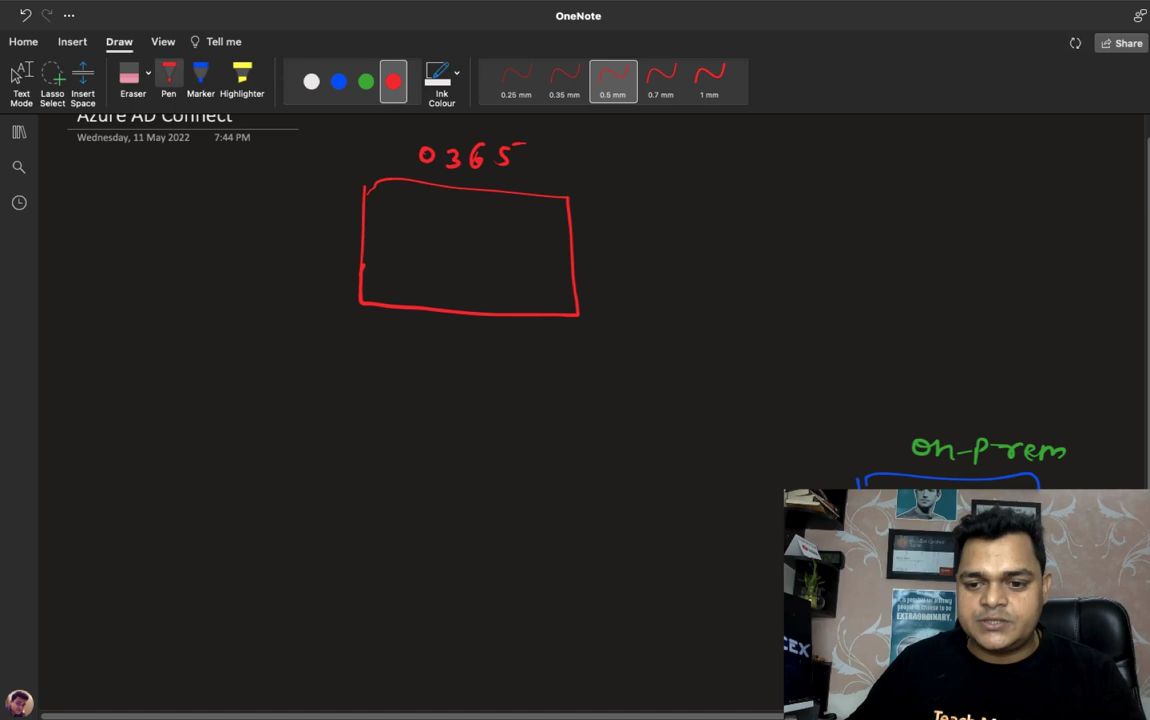 OneNote
Home Insert Draw View Tell me
Share
Text Mode
Lasso Select
Insert Space
Eraser
Pen
Marker
Highlighter
Ink Colour
0.25 mm
0.35 mm
0.5 mm
0.7 mm
1 mm
Azure AD Connect
Wednesday, 11 May 2022 7:44 PM
O365
On-prem
EXTRAORDINARY.
CEX